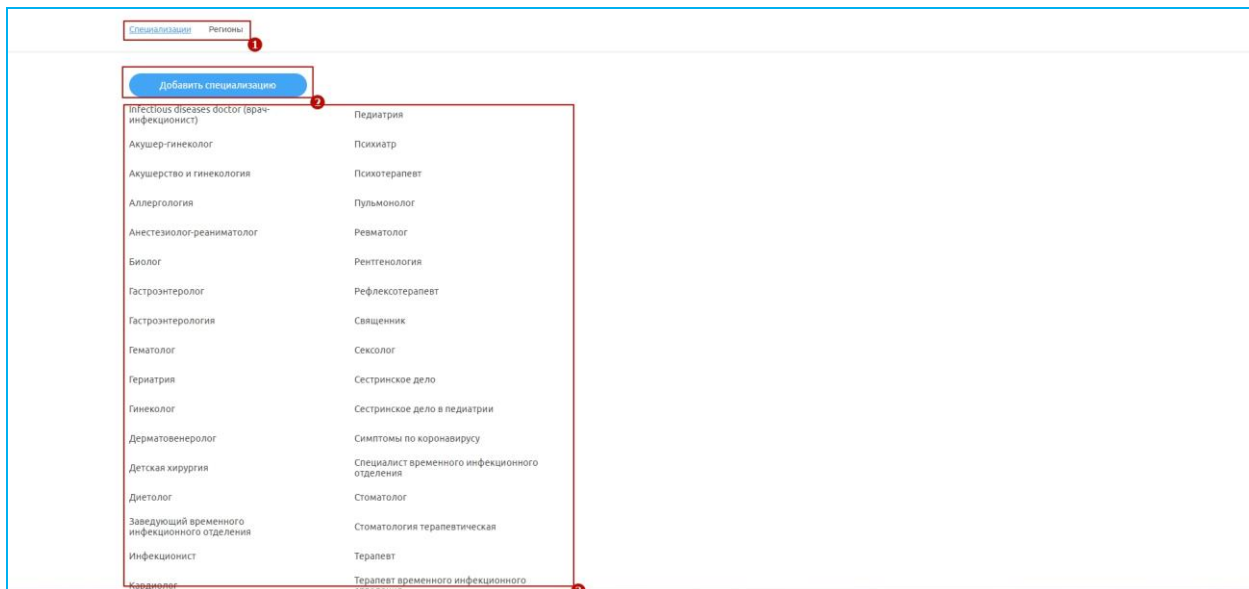 Специализации Регионы
1
Добавить специализацию
2
Infectious diseases doctor (врач-
инфекционист)
Педиатрия
Акушер-гинеколог
Психиатр
Акушерство и гинекология
Психотерапевт
Аллергология
Пульмонолог
Анестезиолог-реаниматолог
Ревматолог
Биолог
Рентгенология
Гастроэнтеролог
Рефлексотерапевт
Гастроэнтерология
Священник
Гематолог
Сексолог
Гериатрия
Сестринское дело
Гинеколог
Сестринское дело в педиатрии
Дерматовенеролог
Симптомы по коронавирусу
Детская хирургия
Специалист временного инфекционного
отделения
Диетолог
Стоматолог
Заведующий временного
инфекционного отделения
Стоматология терапевтическая
Инфекционист
Терапевт
Кардиолог
Терапевт временного инфекционного